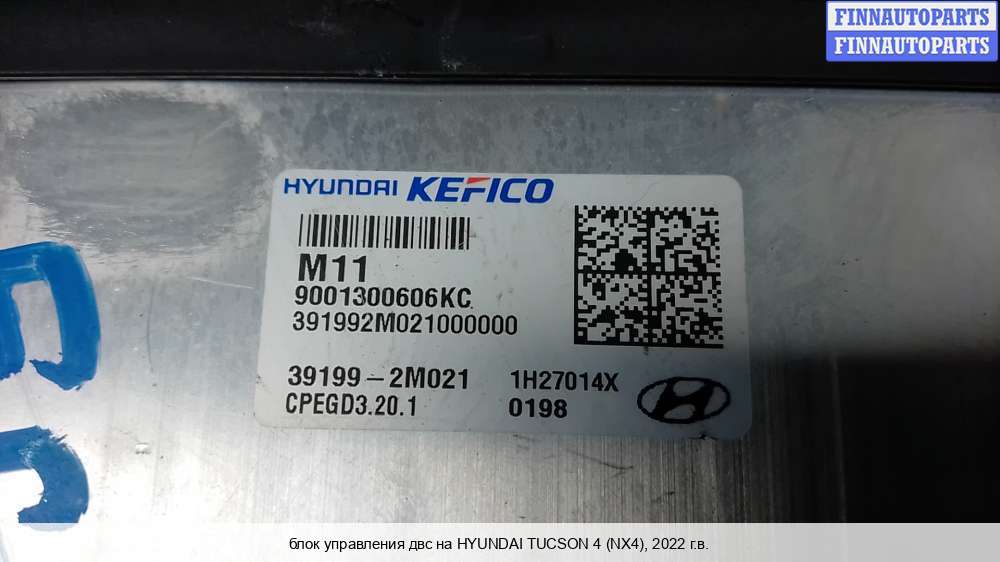 FINNAUTOPARTS
FINNAUTOPARTS
HYUNDAI KEFICO
M11
9001300606KC
391992M021000000
39199-2M021 1H27014X
CPEGD3.20.1 0198
блок управления двс на HYUNDAI TUCSON 4 (NX4), 2022 г.в.